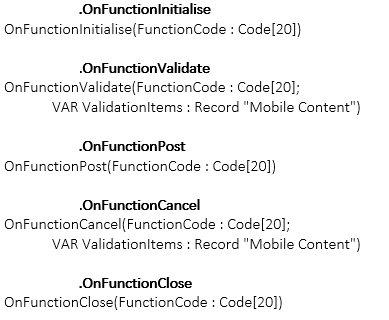 .OnFunctionInitialise
OnFunctionInitialise(FunctionCode : Code[20])
.OnFunctionValidate
OnFunctionValidate(FunctionCode : Code[20];
VAR ValidationItems : Record "Mobile Content")
.OnFunctionPost
OnFunctionPost(FunctionCode : Code[20])
.OnFunctionCancel
OnFunctionCancel(FunctionCode : Code[20];
VAR ValidationItems : Record "Mobile Content")
.OnFunctionClose
OnFunctionClose(FunctionCode : Code[20])